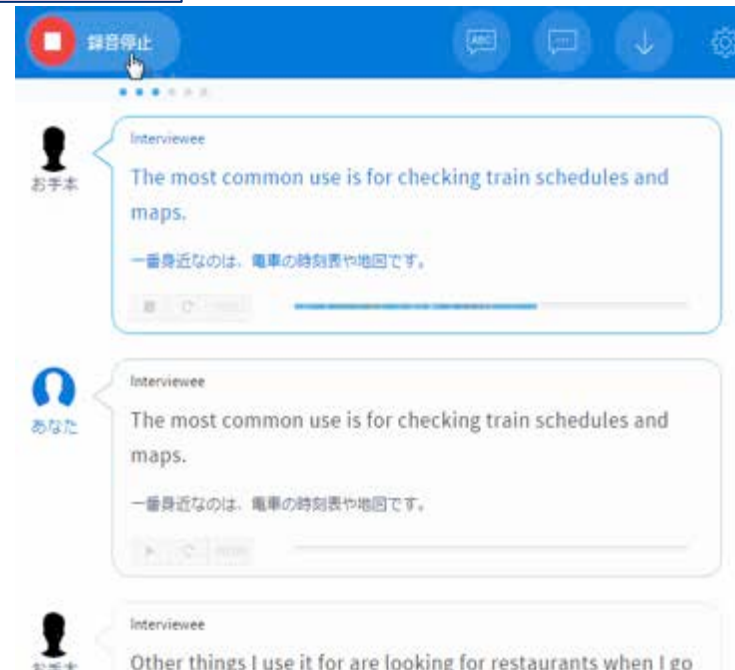 録音停止
ABC
Interviewee
お手本
The most common use is for checking train schedules and
maps.
一番身近なのは、電車の時刻表や地図です。
Interviewee
あなた
The most common use is for checking train schedules and
maps.
一番身近なのは、電車の時刻表や地図です。
Interviewee
お手本
Other things I use it for are looking for restaurants when I go